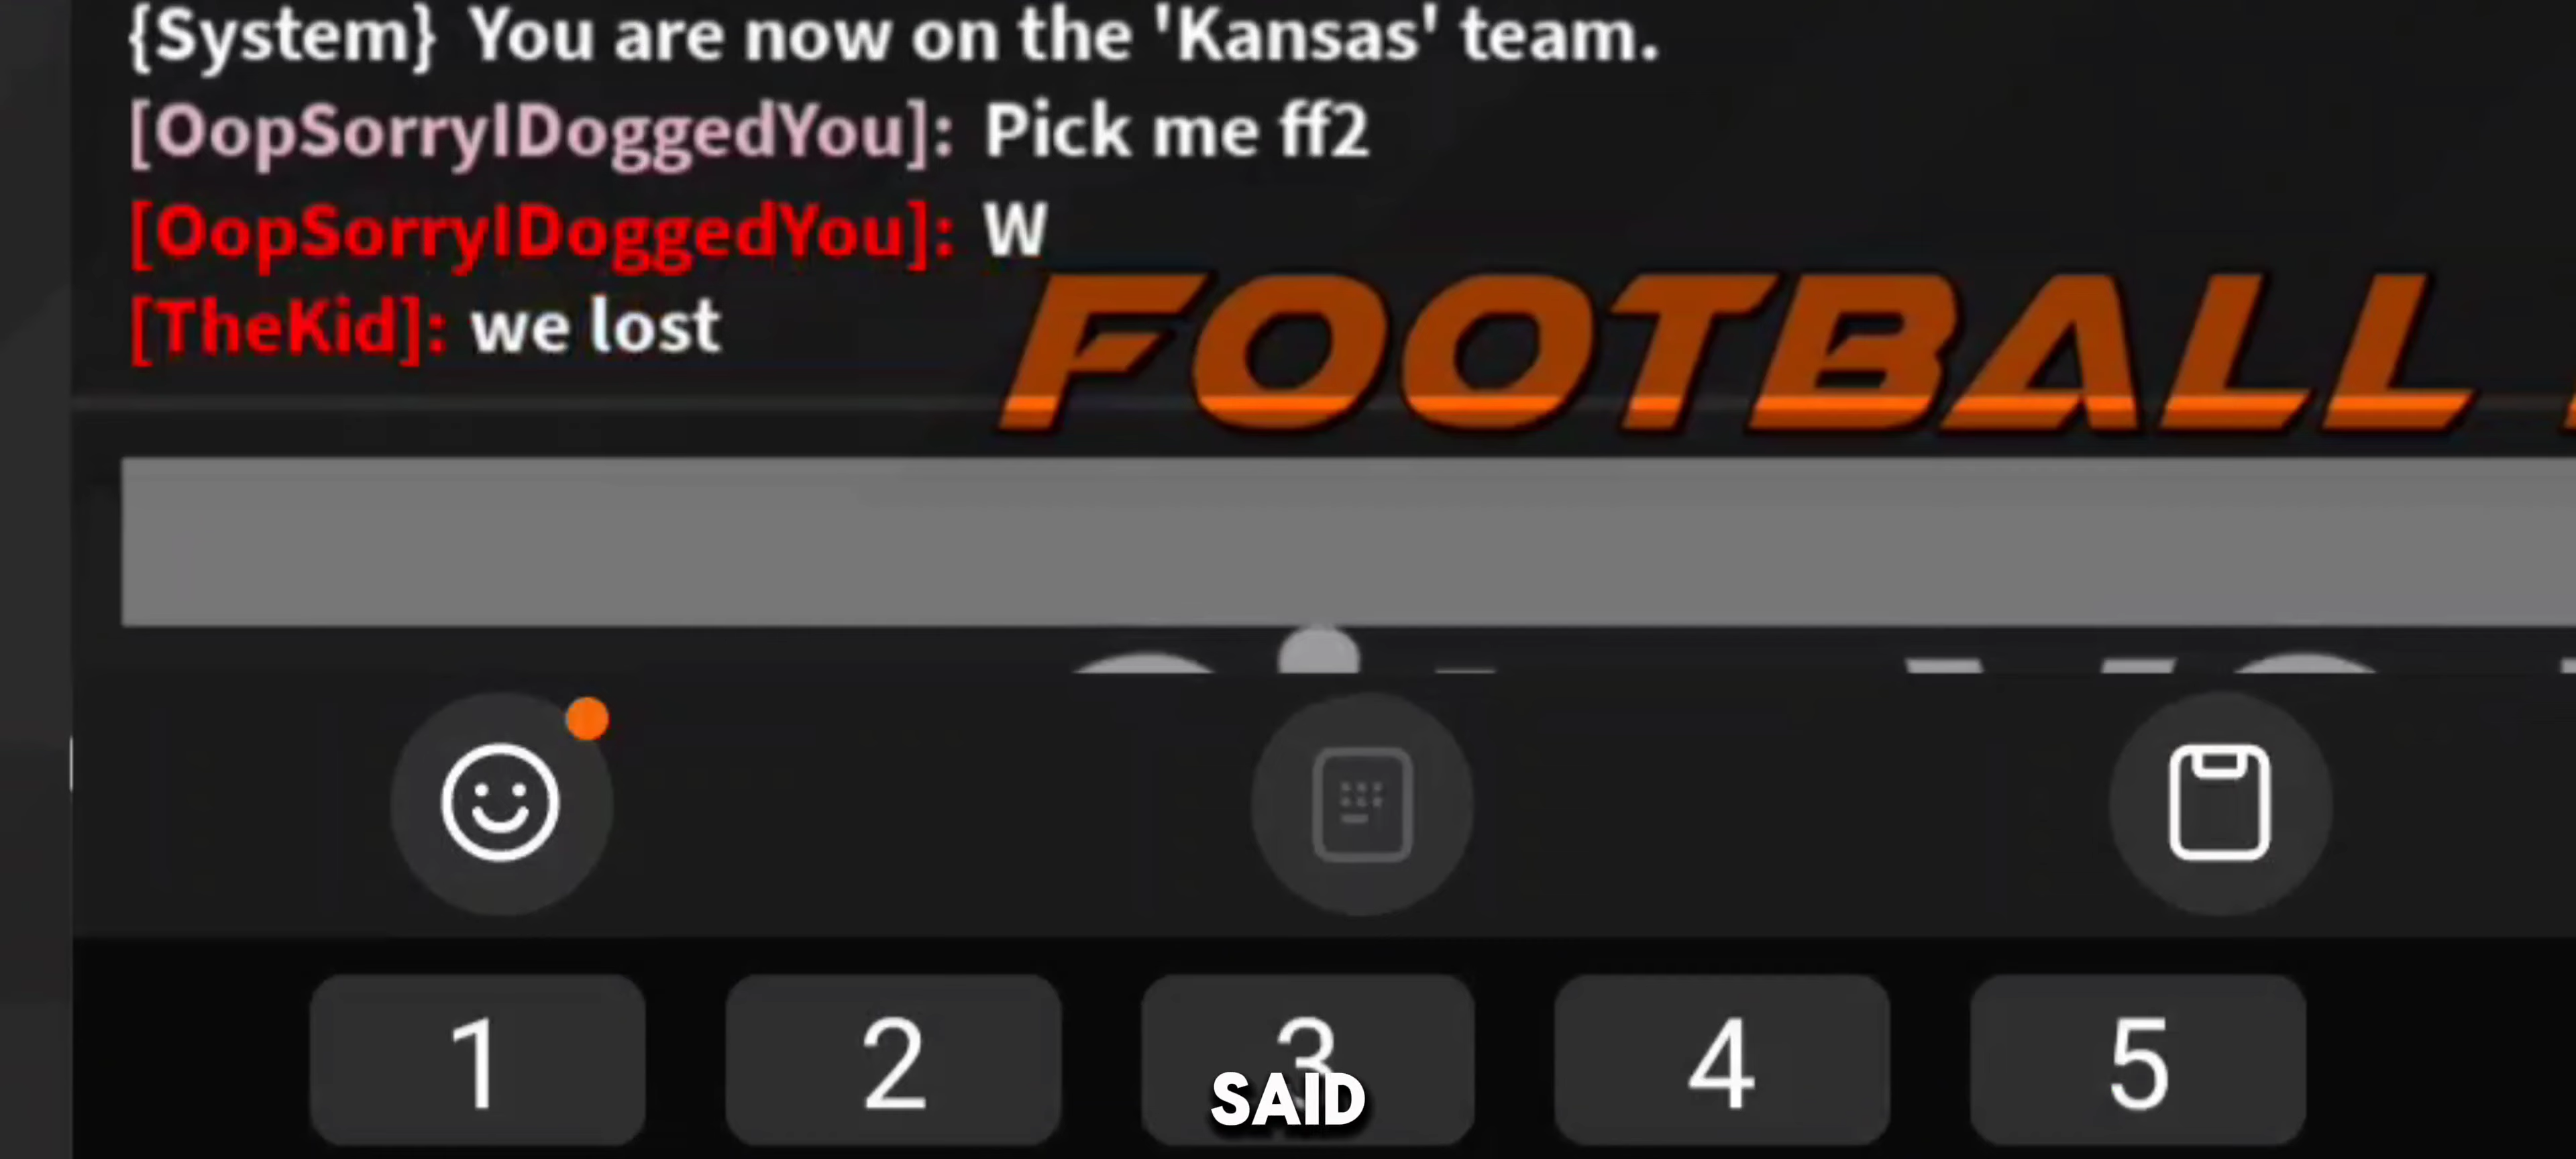 {System} You are now on the 'Kansas' team.
[OopSorryIDoggedYou]: Pick me ff2
[OopSorryIDoggedYou]: W
[TheKid]: we lost
FOOTBALL
1 2 3 4 5
SAID